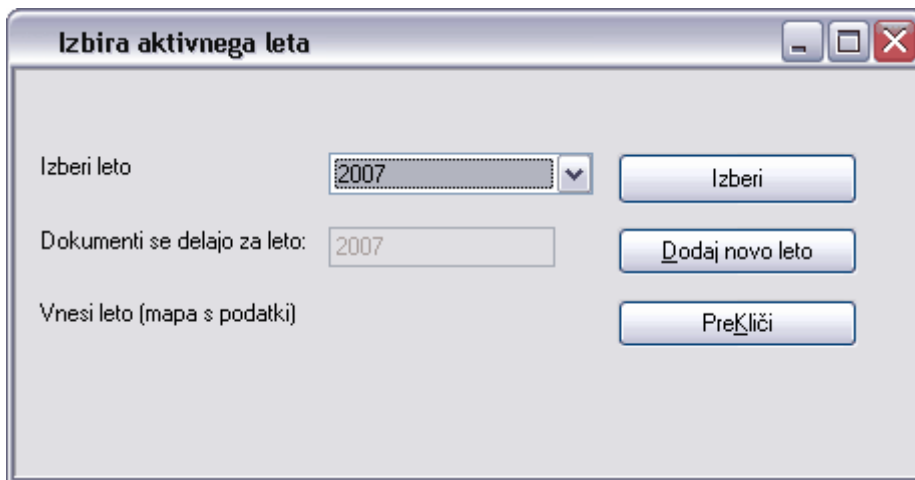 Izbira aktivnega leta
Izberi leto
2007
Izberi
Dokumenti se delajo za leto:
2007
Dodaj novo leto
Vnesi leto (mapa s podatki)
PreKliči